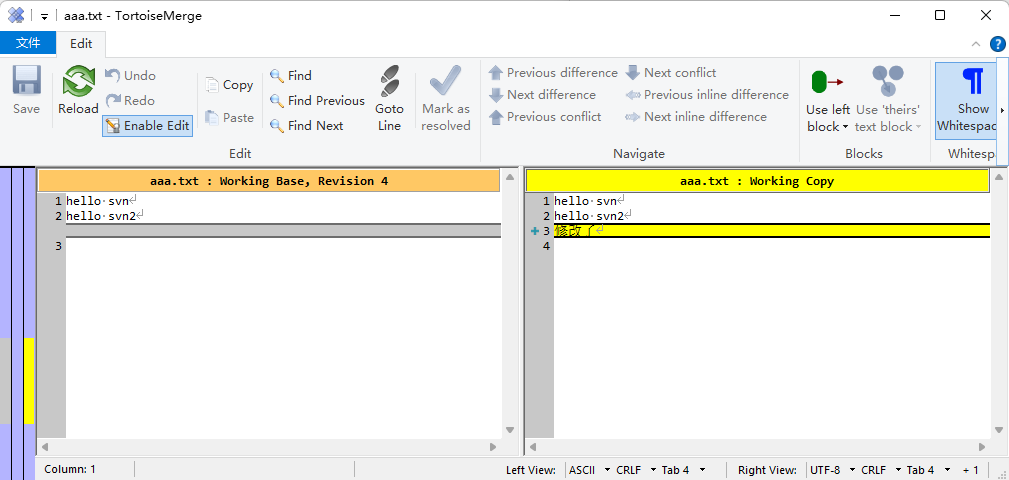 aaa.txt - TortoiseMerge
文件 Edit
Save Reload Undo Redo Enable Edit Copy Paste Find Find Previous Find Next Goto Line Mark as resolved
Edit
Previous difference Next conflict
Next difference Previous inline difference
Previous conflict Next inline difference
Navigate
Use left block Use 'theirs' text block
Blocks
Show Whitespac
Whitesp
aaa.txt : Working Base, Revision 4
1 hello svn
2 hello svn2
3
aaa.txt : Working Copy
1 hello svn
2 hello svn2
+ 3 修改了
4
Column: 1 Left View: ASCII CRLF Tab 4 Right View: UTF-8 CRLF Tab 4 + 1